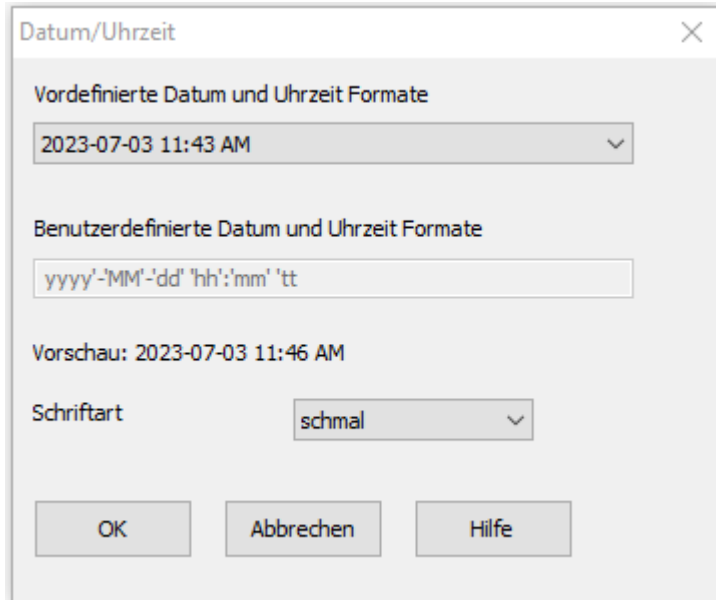 Datum/Uhrzeit
Vordefinierte Datum und Uhrzeit Formate
2023-07-03 11:43 AM
Benutzerdefinierte Datum und Uhrzeit Formate
yyyy'-'MM'-'dd' 'hh':'mm' 'tt
Vorschau: 2023-07-03 11:46 AM
Schriftart schmal
OK Abbrechen Hilfe